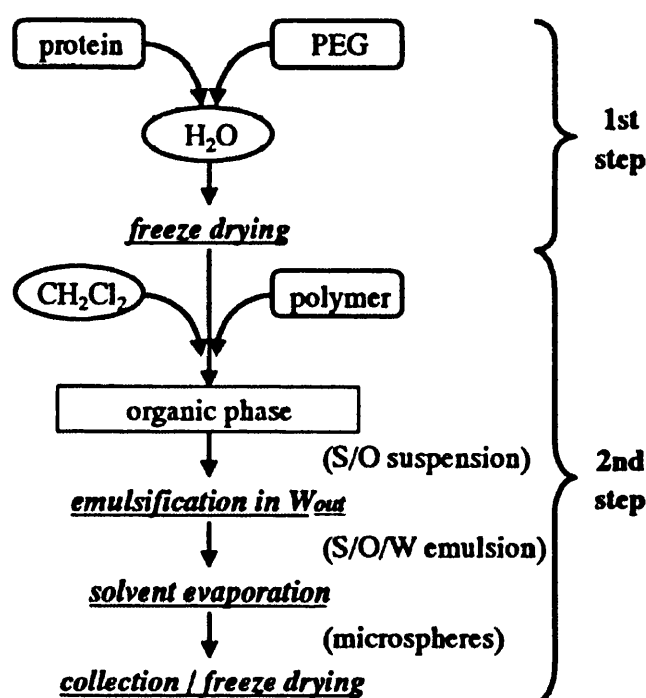 protein
PEG
H₂O
1st
step
freeze drying
CH₂Cl₂
polymer
organic phase
(S/O suspension)
2nd
step
emulsification in Wout
(S/O/W emulsion)
solvent evaporation
(microspheres)
collection / freeze drying